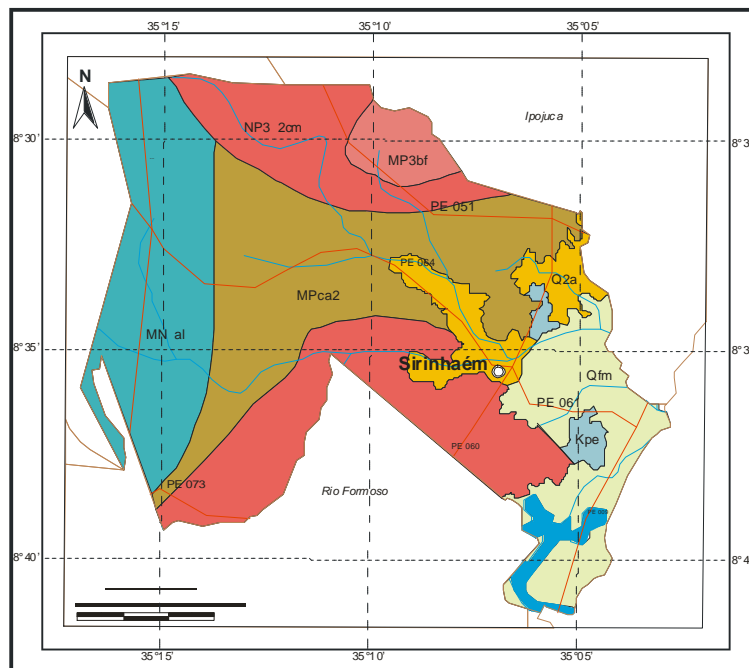 35°15'
35°10'
35°05'
N
Ipojuca
8°30'
NP3 2cm
8°3
MP3bf
PE 051
PE 064
Q2a
MPca2
MN al
8°35'
8°3
Sirinhaém
Qfm
PE 061
Kpe
PE 060
PE 073
Rio Formoso
8°40'
8°4
35°15'
35°10'
35°05'